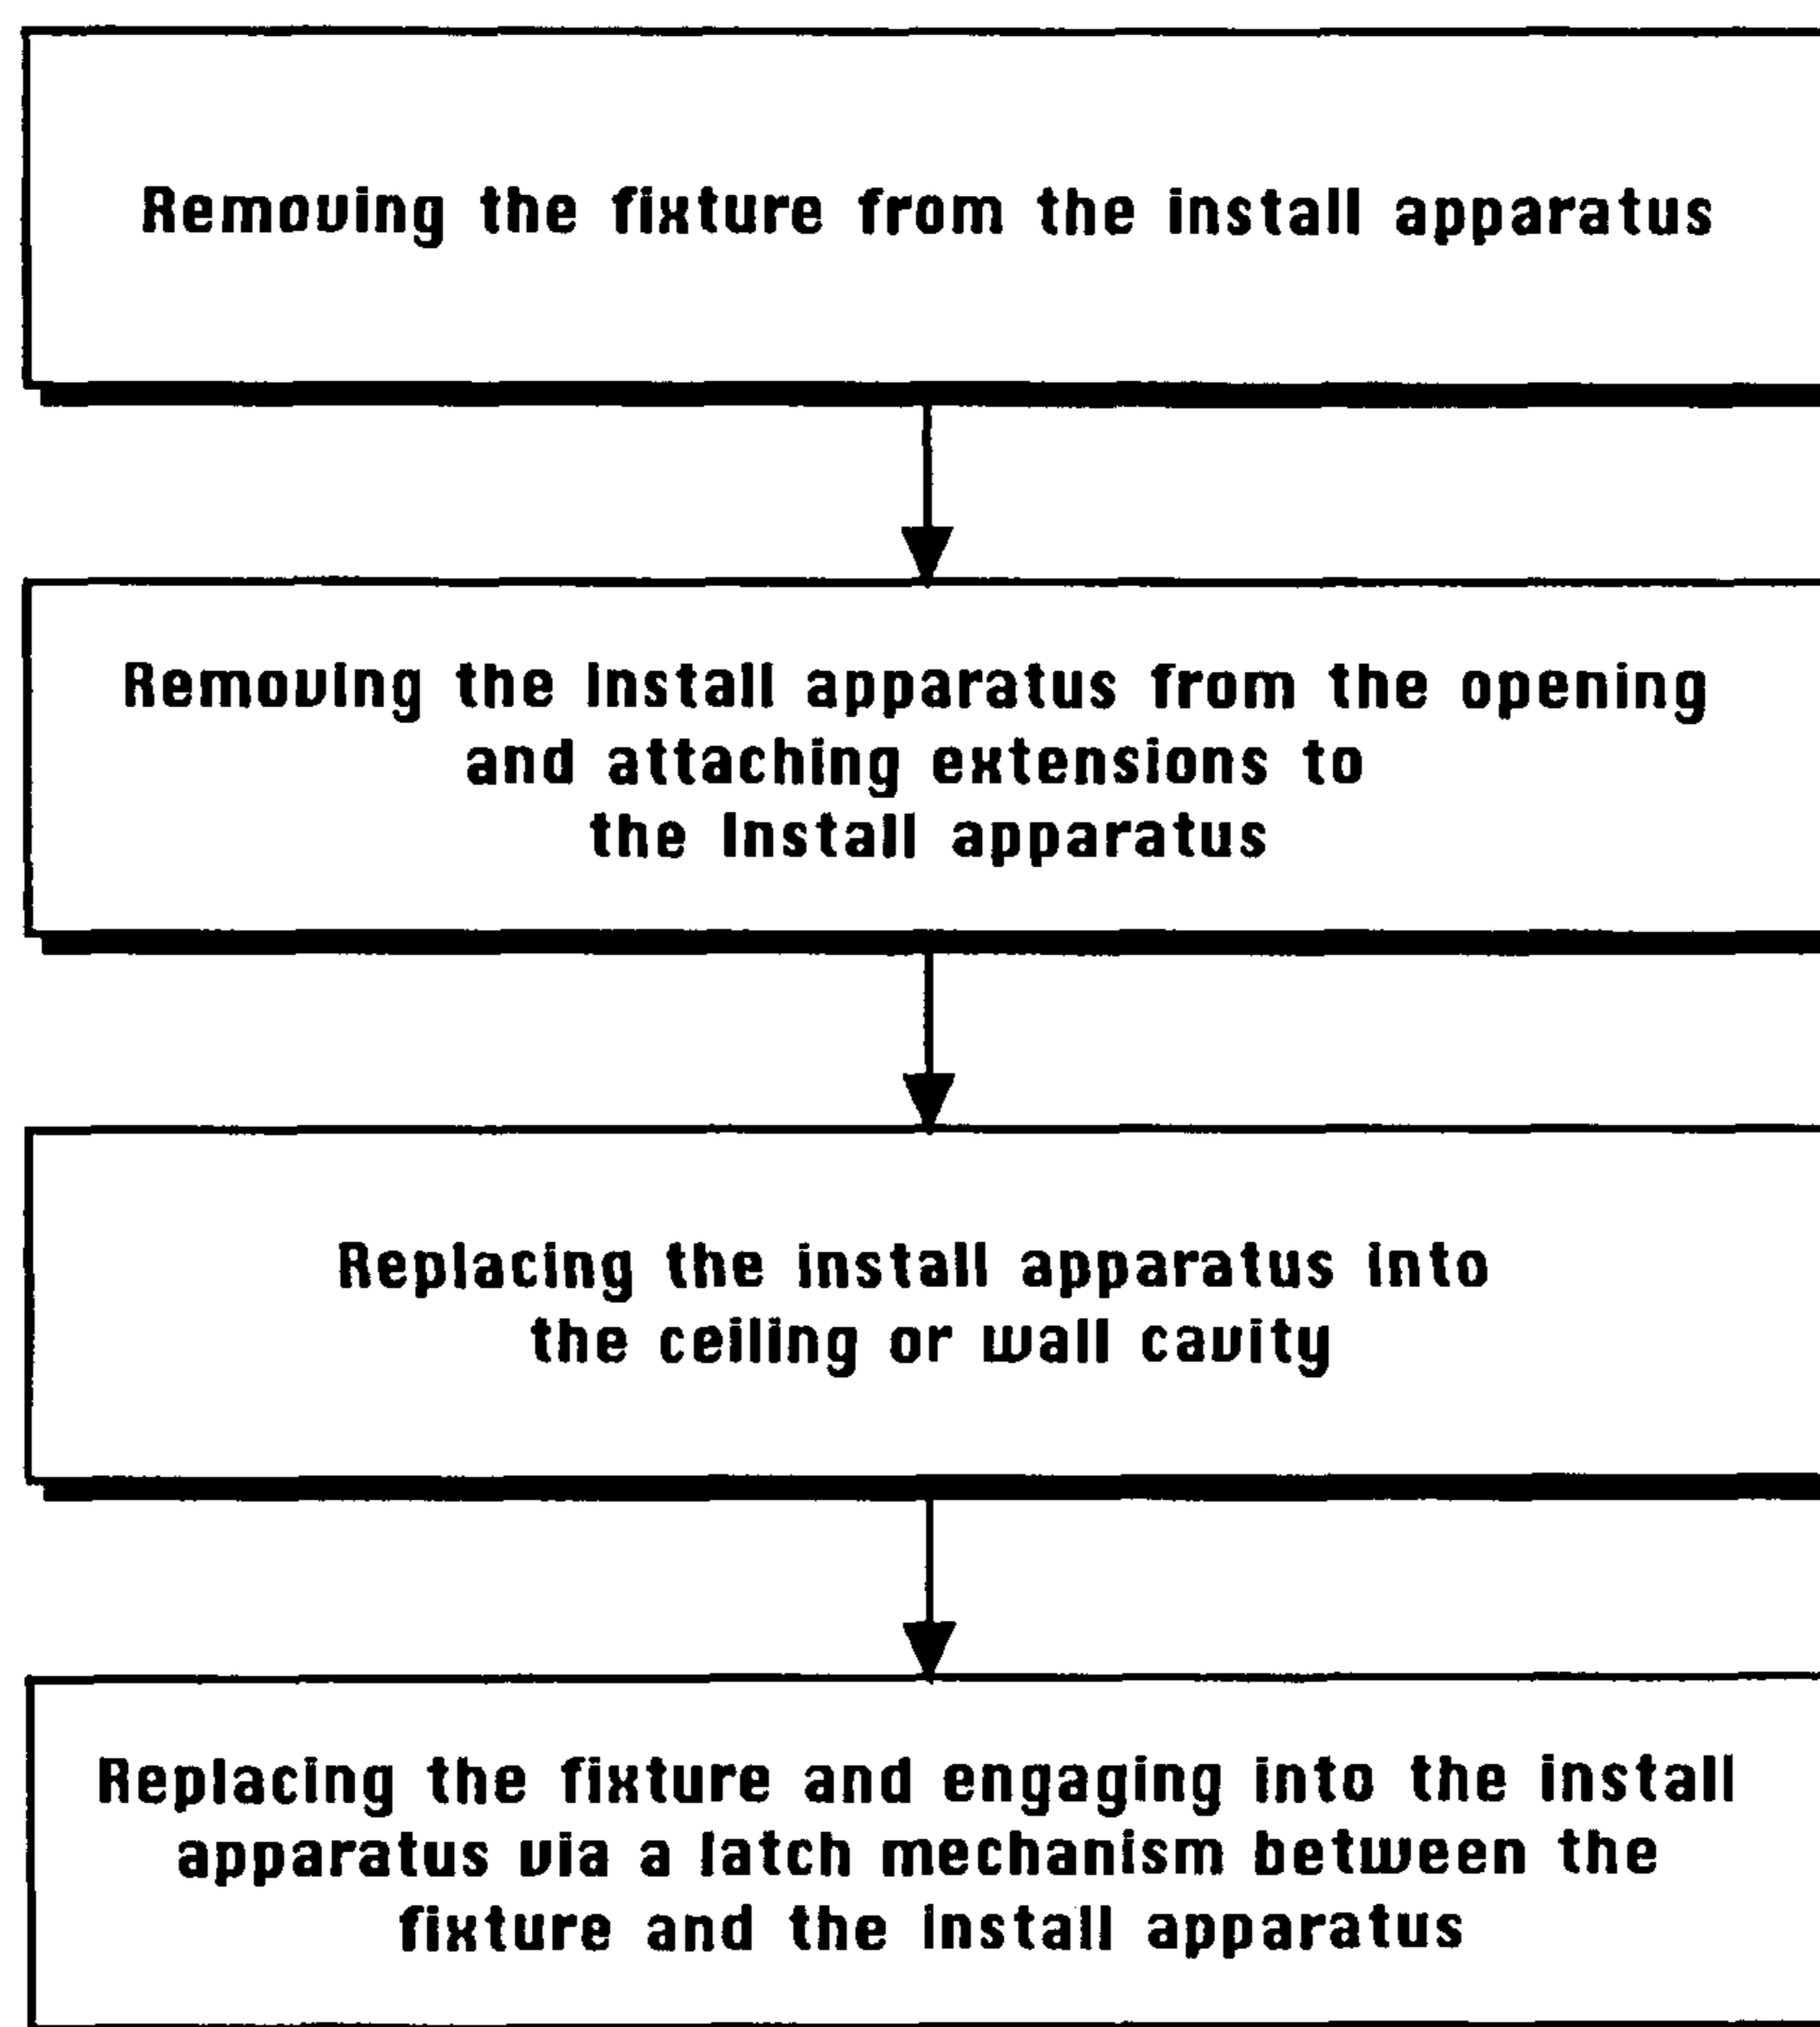 Removing the fixture from the install apparatus
Removing the install apparatus from the opening
and attaching extensions to
the install apparatus
Replacing the install apparatus into
the ceiling or wall cavity
Replacing the fixture and engaging into the install
apparatus via a latch mechanism between the
fixture and the install apparatus